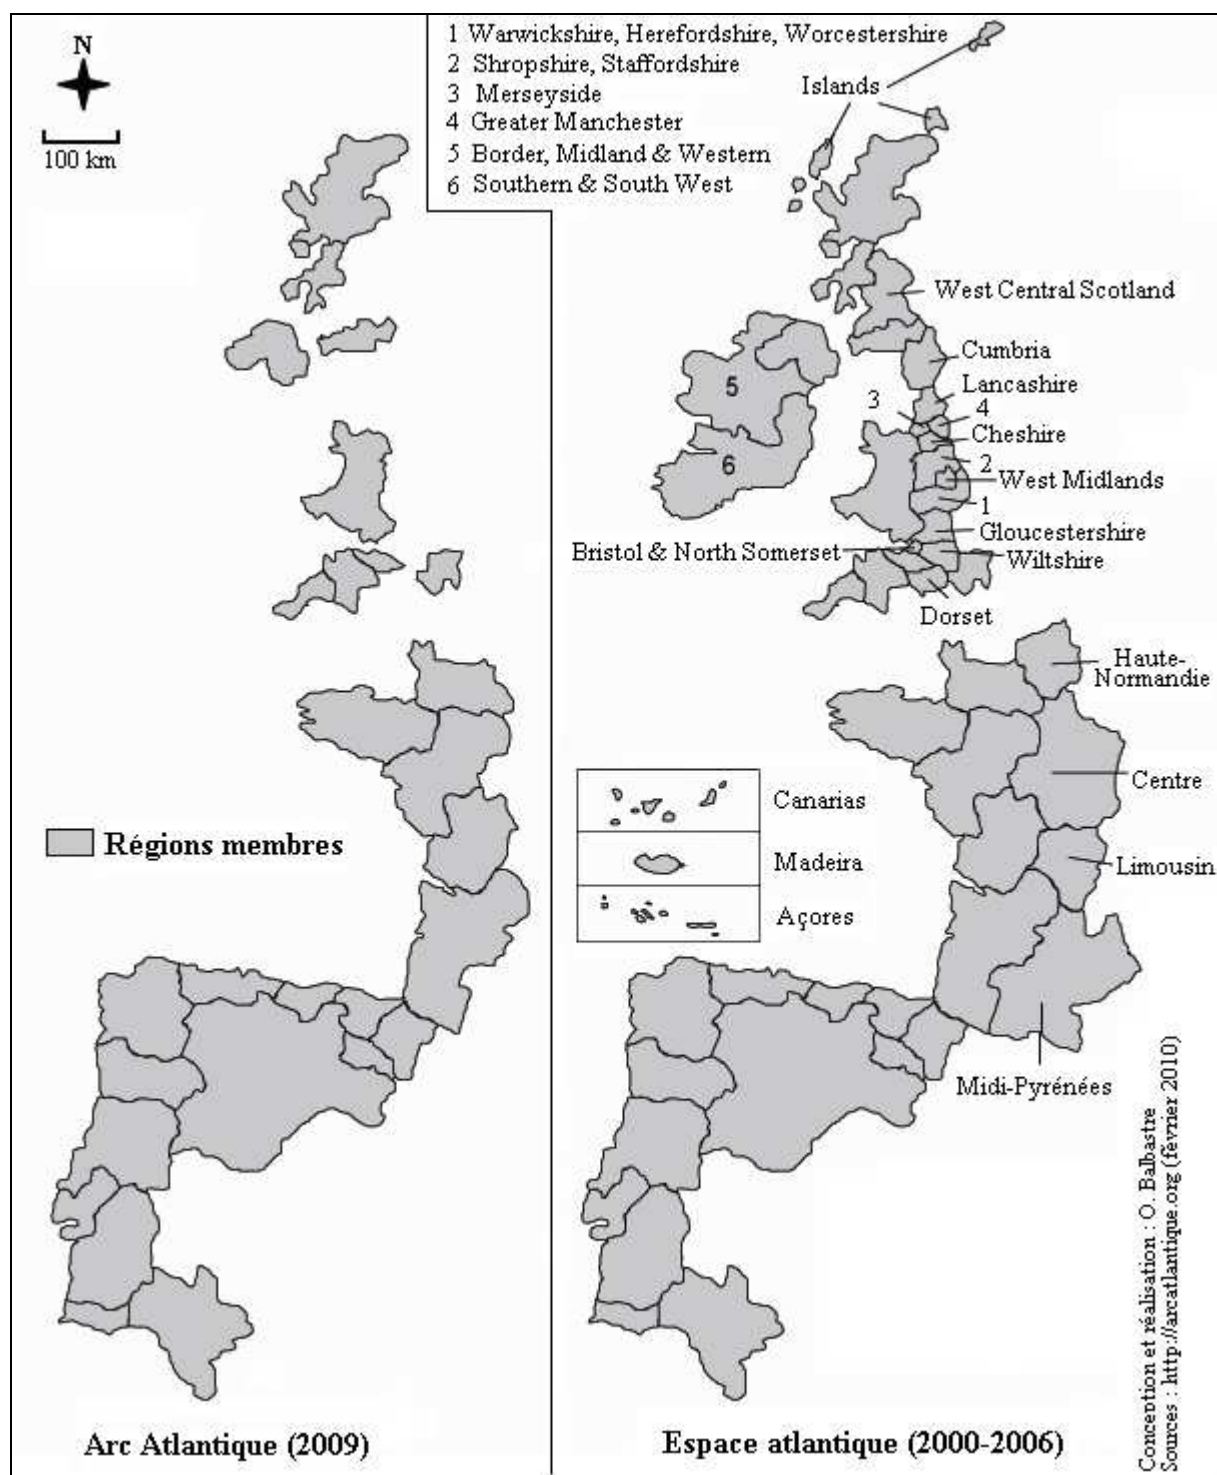 N
100 km
1 Warwickshire, Herefordshire, Worcestershire
2 Shropshire, Staffordshire
3 Merseyside
4 Greater Manchester
5 Border, Midland & Western
6 Southern & South West
Islands
West Central Scotland
Cumbria
Lancashire
3
4
Cheshire
2
West Midlands
1
5
6
Gloucestershire
Bristol & North Somerset
Wiltshire
Dorset
Haute-
Normandie
Centre
Limousin
Midi-Pyrénées
Canarias
Madeira
Açores
Régions membres
Arc Atlantique (2009)
Espace atlantique (2000-2006)
Conception et réalisation : O. Balbastre
Sources : http://arcatlantique.org (février 2010)